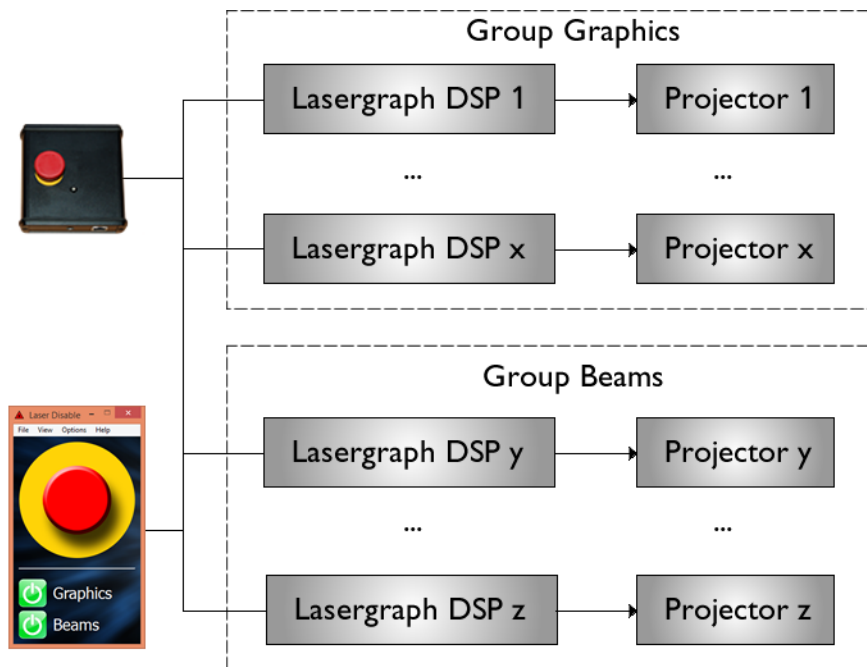 Group Graphics
Lasergraph DSP 1
Projector 1
...
...
Lasergraph DSP x
Projector x
Group Beams
Lasergraph DSP y
Projector y
...
...
Lasergraph DSP z
Projector z
Laser Disable
File View Options Help
Graphics
Beams